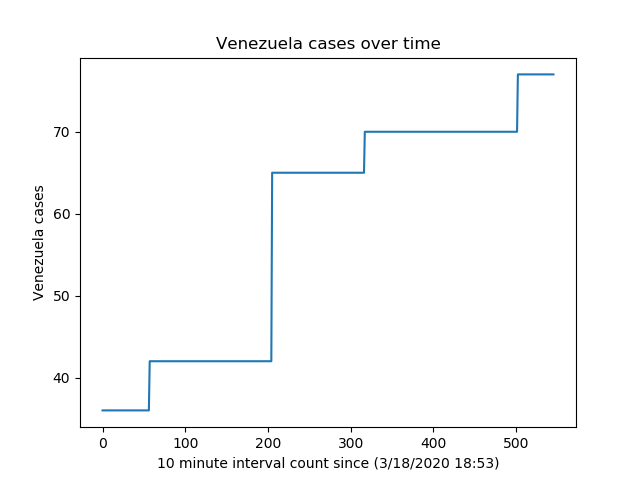 Venezuela cases over time
Venezuela cases
70
60
50
40
0 100 200 300 400 500
10 minute interval count since (3/18/2020 18:53)